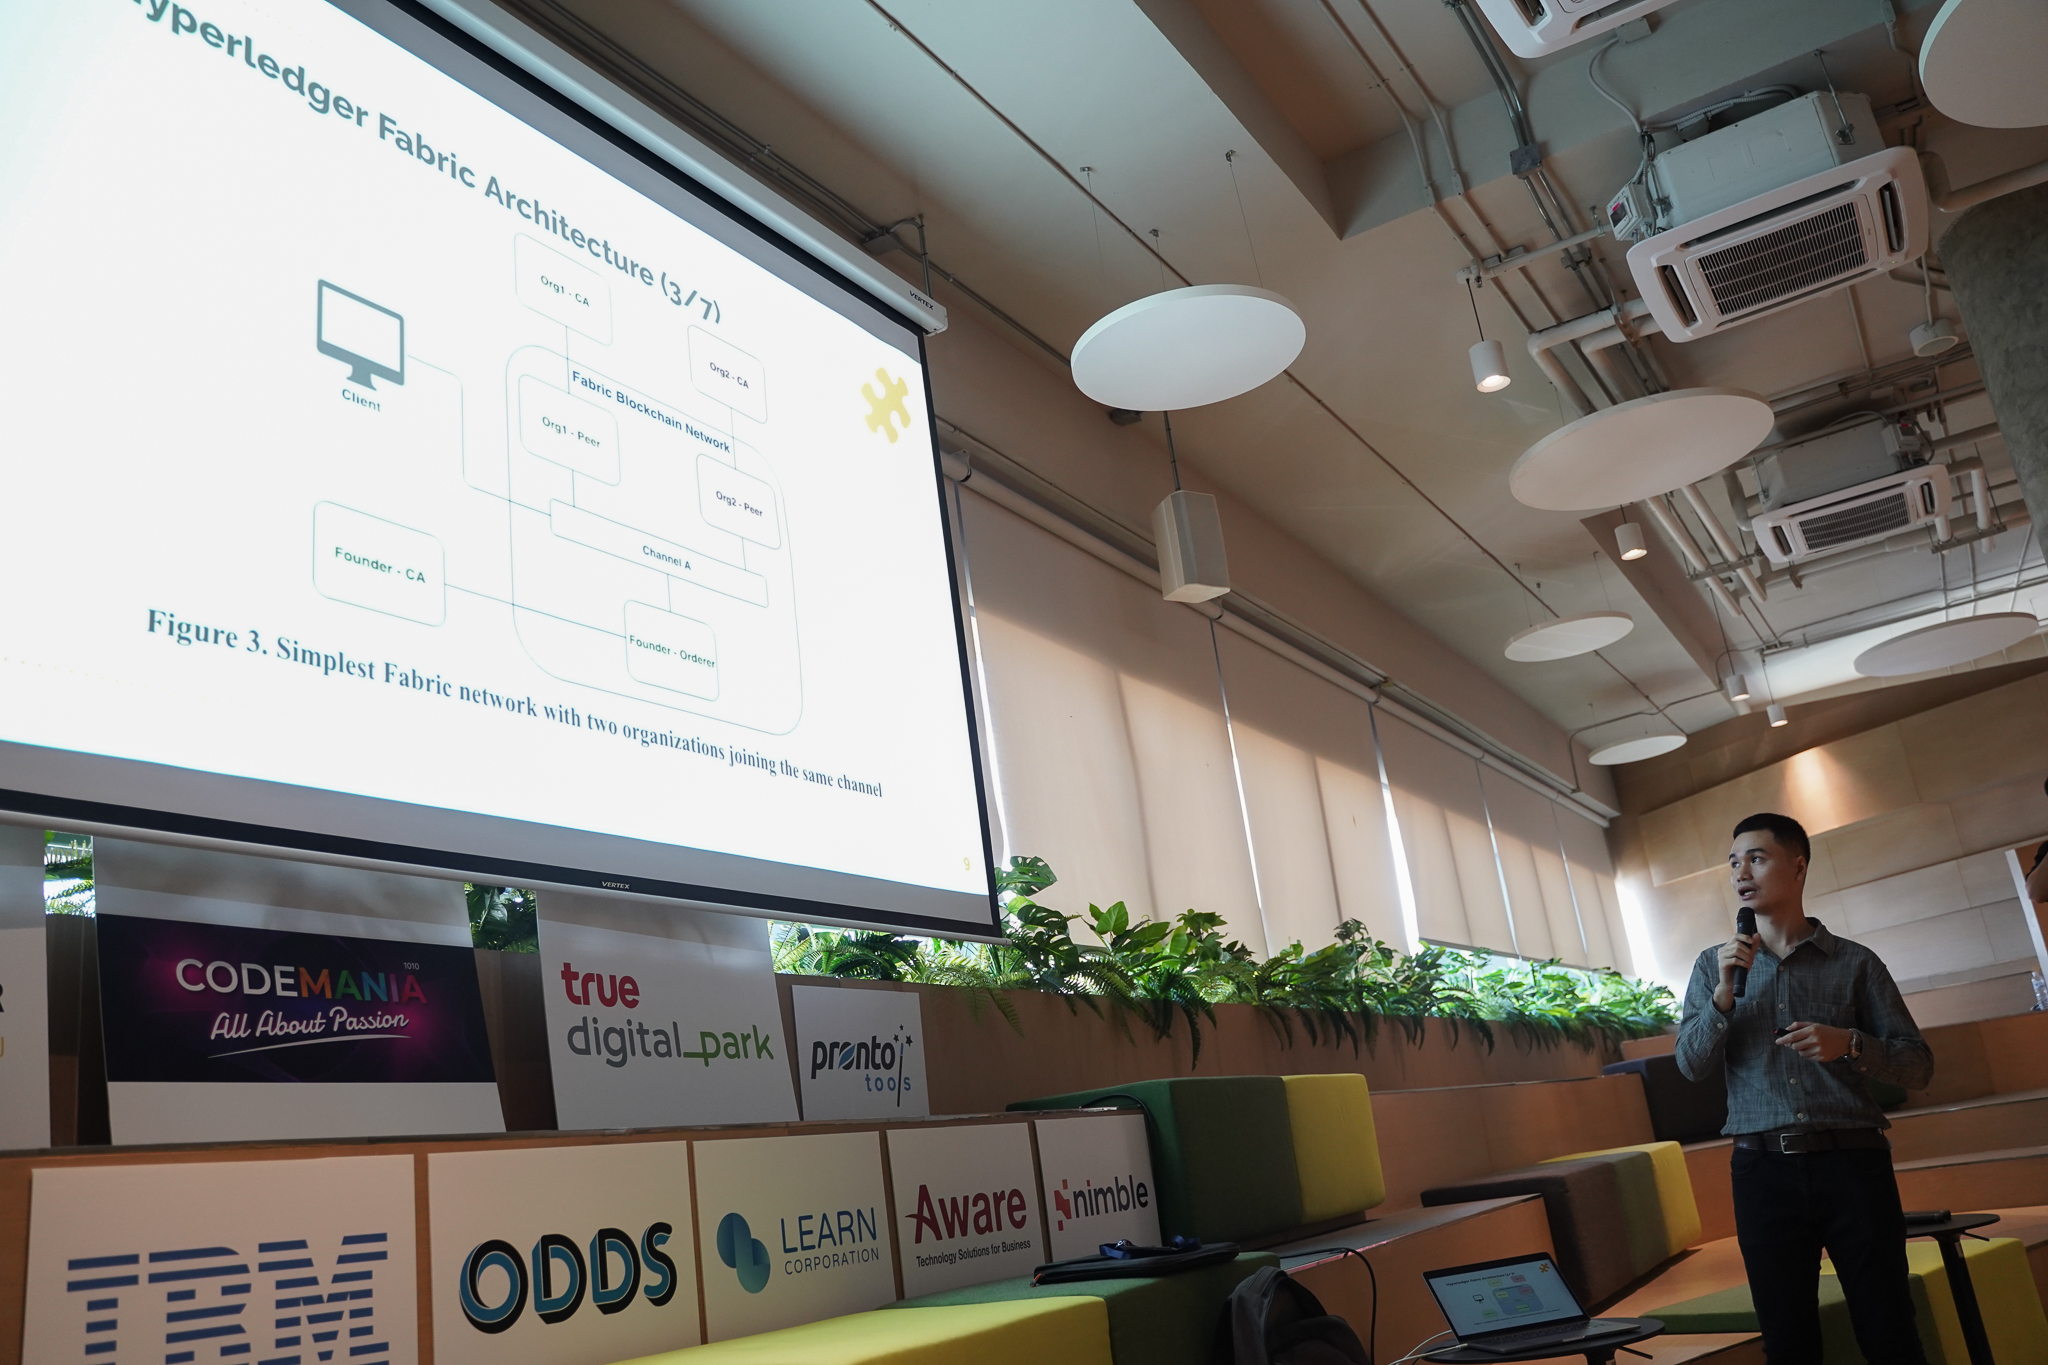 yperledger Fabric Architecture (3/7)
Org1 - CA
Org2 - CA
Client
Fabric Blockchain Network
Org1 - Peer
Org2 - Peer
Channel A
Founder - CA
Founder - Orderer
Figure 3. Simplest Fabric network with two organizations joining the same channel
9
VERTEX
VERTEX
CODEMANIA 1010
All About Passion
true
digital_park
pronto
tools
IBM
ODDS
LEARN
CORPORATION
Aware
Technology Solutions for Business
nimble